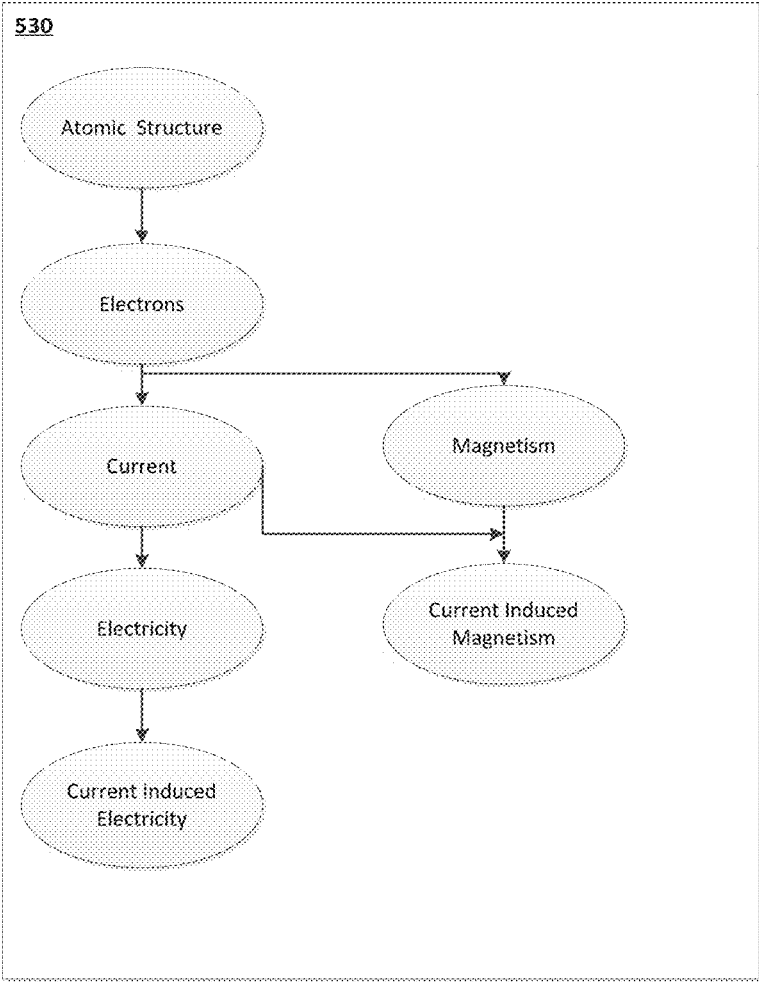 530
Atomic Structure
Electrons
Current
Magnetism
Electricity
Current Induced
Magnetism
Current Induced
Electricity